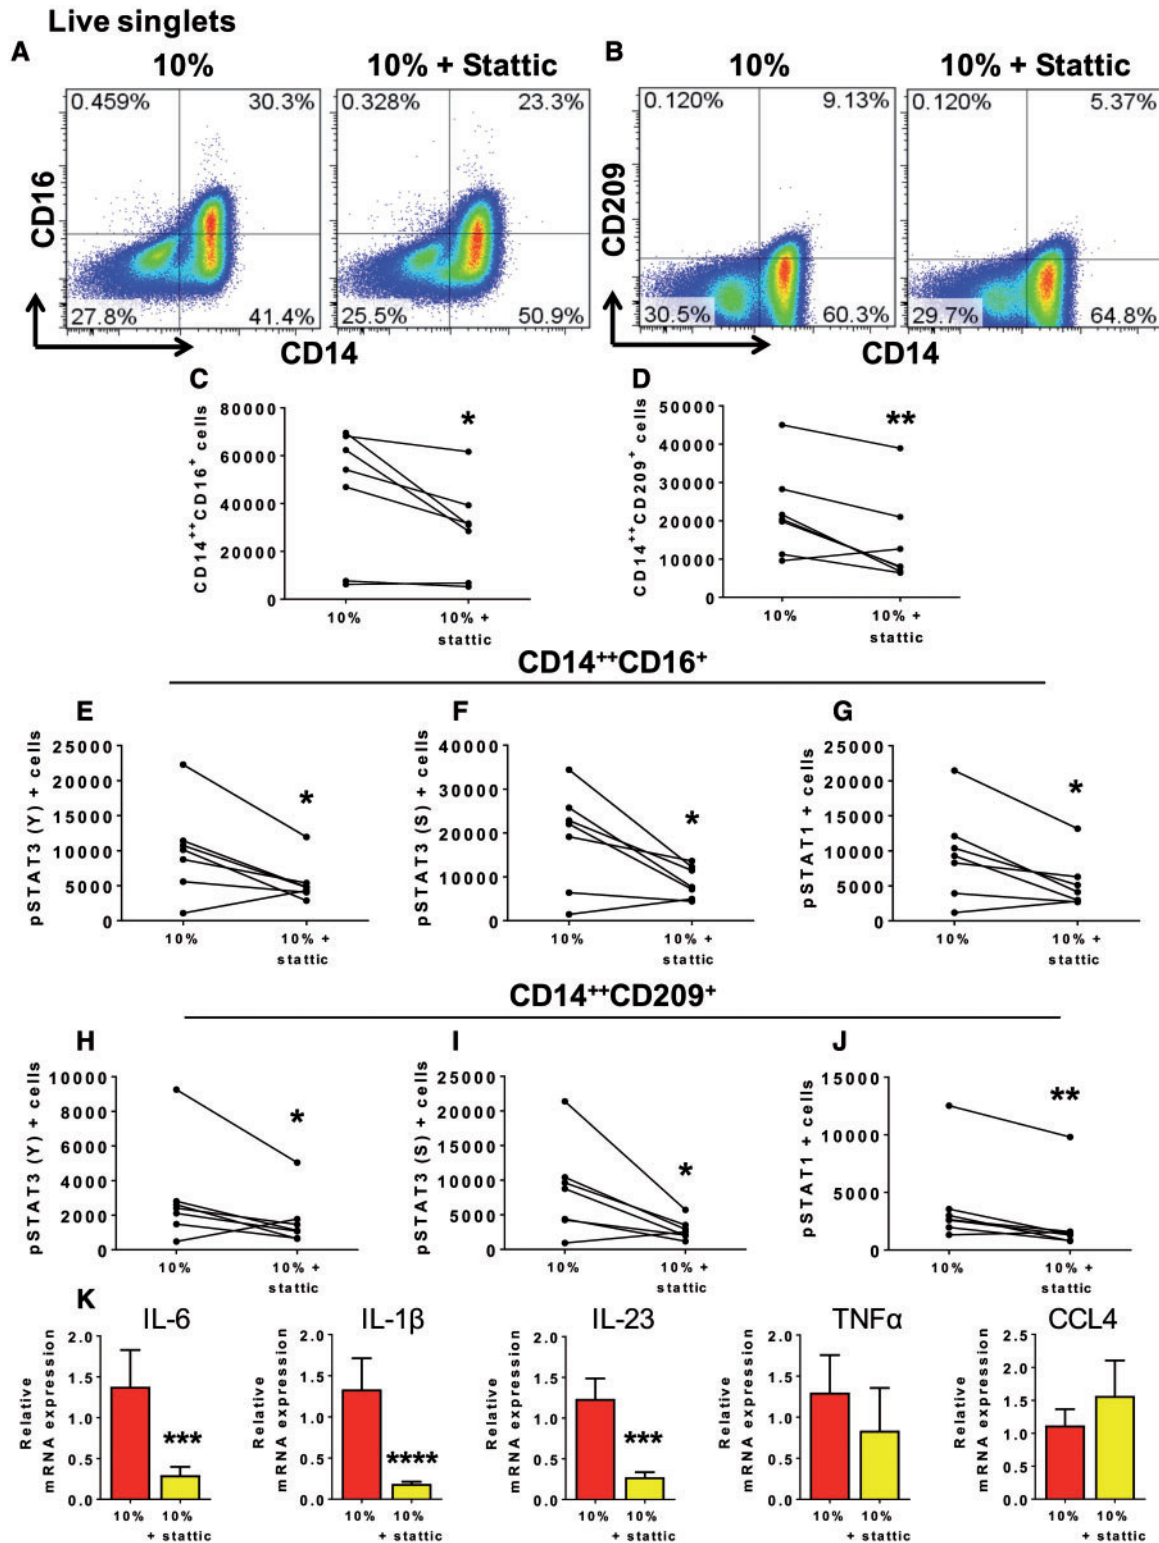 Live singlets
A
10%
10% + Stattic
B
10%
10% + Stattic
CD16
0.459%
30.3%
27.8%
41.4%
0.328%
23.3%
25.5%
50.9%
CD14
CD209
0.120%
9.13%
30.5%
60.3%
0.120%
5.37%
29.7%
64.8%
CD14
C
CD14++CD16+ cells
80000
60000
40000
20000
0
*
10%
10% +
stattic
D
CD14++CD209+ cells
50000
40000
30000
20000
10000
0
**
10%
10% +
stattic
CD14++CD16+
E
pSTAT3 (Y) + cells
25000
20000
15000
10000
5000
0
*
10%
10% +
stattic
F
pSTAT3 (S) + cells
40000
30000
20000
10000
0
*
10%
10% +
stattic
G
pSTAT1 + cells
25000
20000
15000
10000
5000
0
*
10%
10% +
stattic
CD14++CD209+
H
pSTAT3 (Y) + cells
10000
8000
6000
4000
2000
0
*
10%
10% +
stattic
I
pSTAT3 (S) + cells
25000
20000
15000
10000
5000
0
*
10%
10% +
stattic
J
pSTAT1 + cells
15000
10000
5000
0
**
10%
10% +
stattic
K
IL-6
Relative
mRNA expression
2.0
1.5
1.0
0.5
0.0
***
10%
10%
+ stattic
IL-1β
Relative
mRNA expression
2.0
1.5
1.0
0.5
0.0
****
10%
10%
+ stattic
IL-23
Relative
mRNA expression
2.0
1.5
1.0
0.5
0.0
***
10%
10%
+ stattic
TNFα
Relative
mRNA expression
2.0
1.5
1.0
0.5
0.0
10%
10%
+ stattic
CCL4
Relative
mRNA expression
2.5
2.0
1.5
1.0
0.5
0.0
10%
10%
+ stattic